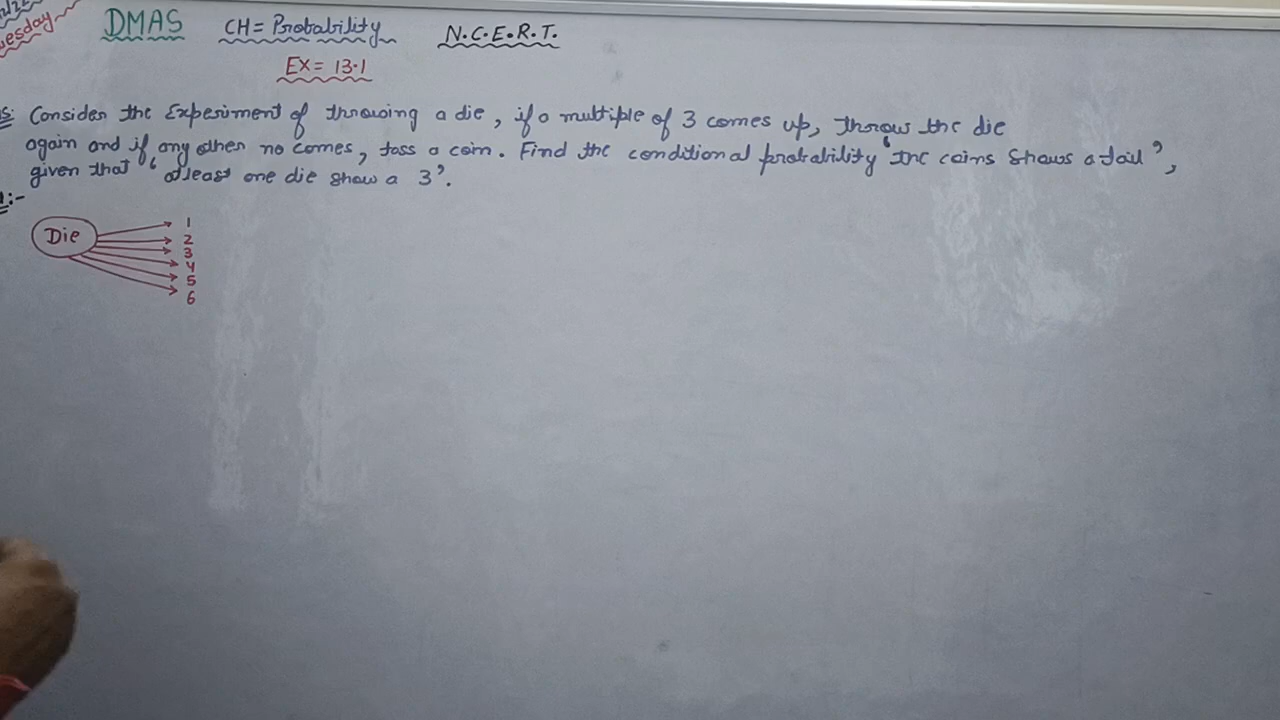 DMAS CH = Probability N.C.E.R.T.
EX = 13.1
Consider the Experiment of throwing a die, if a multiple of 3 comes up, throw the die
again and if any other no comes, toss a coin. Find the conditional probability 'the coins shows a tail',
given that 'atleast one die show a 3'.
Die
1
2
3
4
5
6